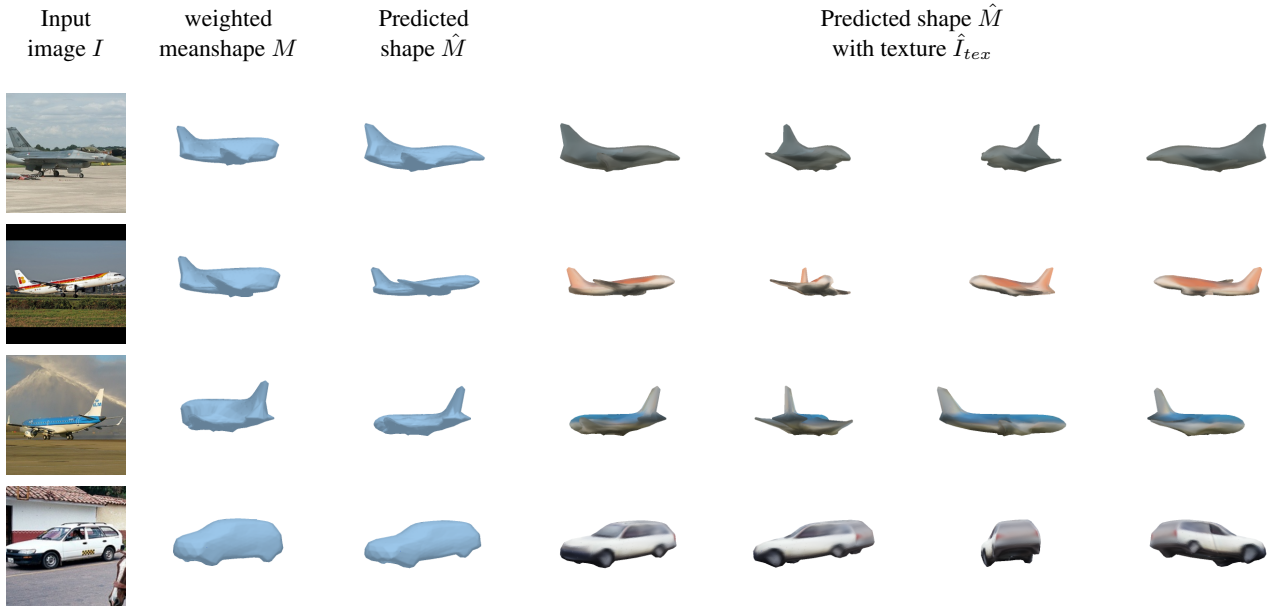 Input
image I
weighted
meanshape M
Predicted
shape M̂
Predicted shape M̂
with texture Î_tex